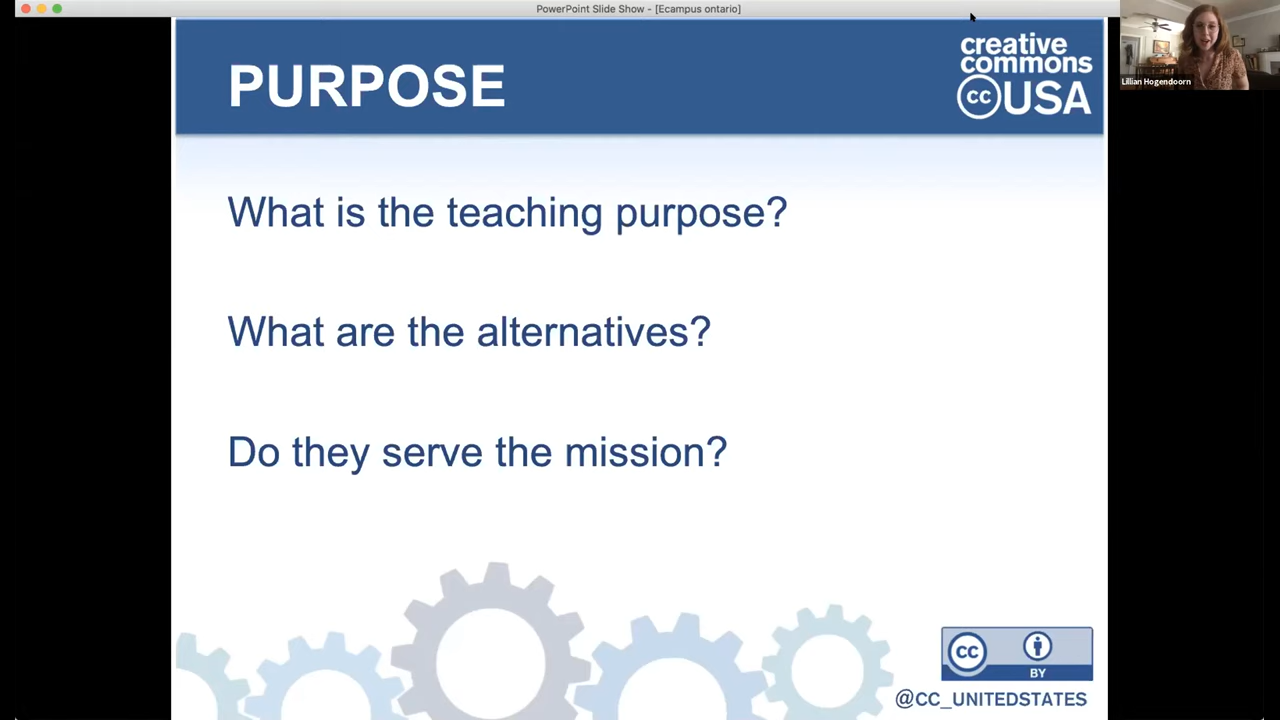 PowerPoint Slide Show - [Ecampus ontario]
PURPOSE
creative
commons
cc USA
Lillian Hogendoorn
What is the teaching purpose?
What are the alternatives?
Do they serve the mission?
cc
BY
@CC_UNITEDSTATES